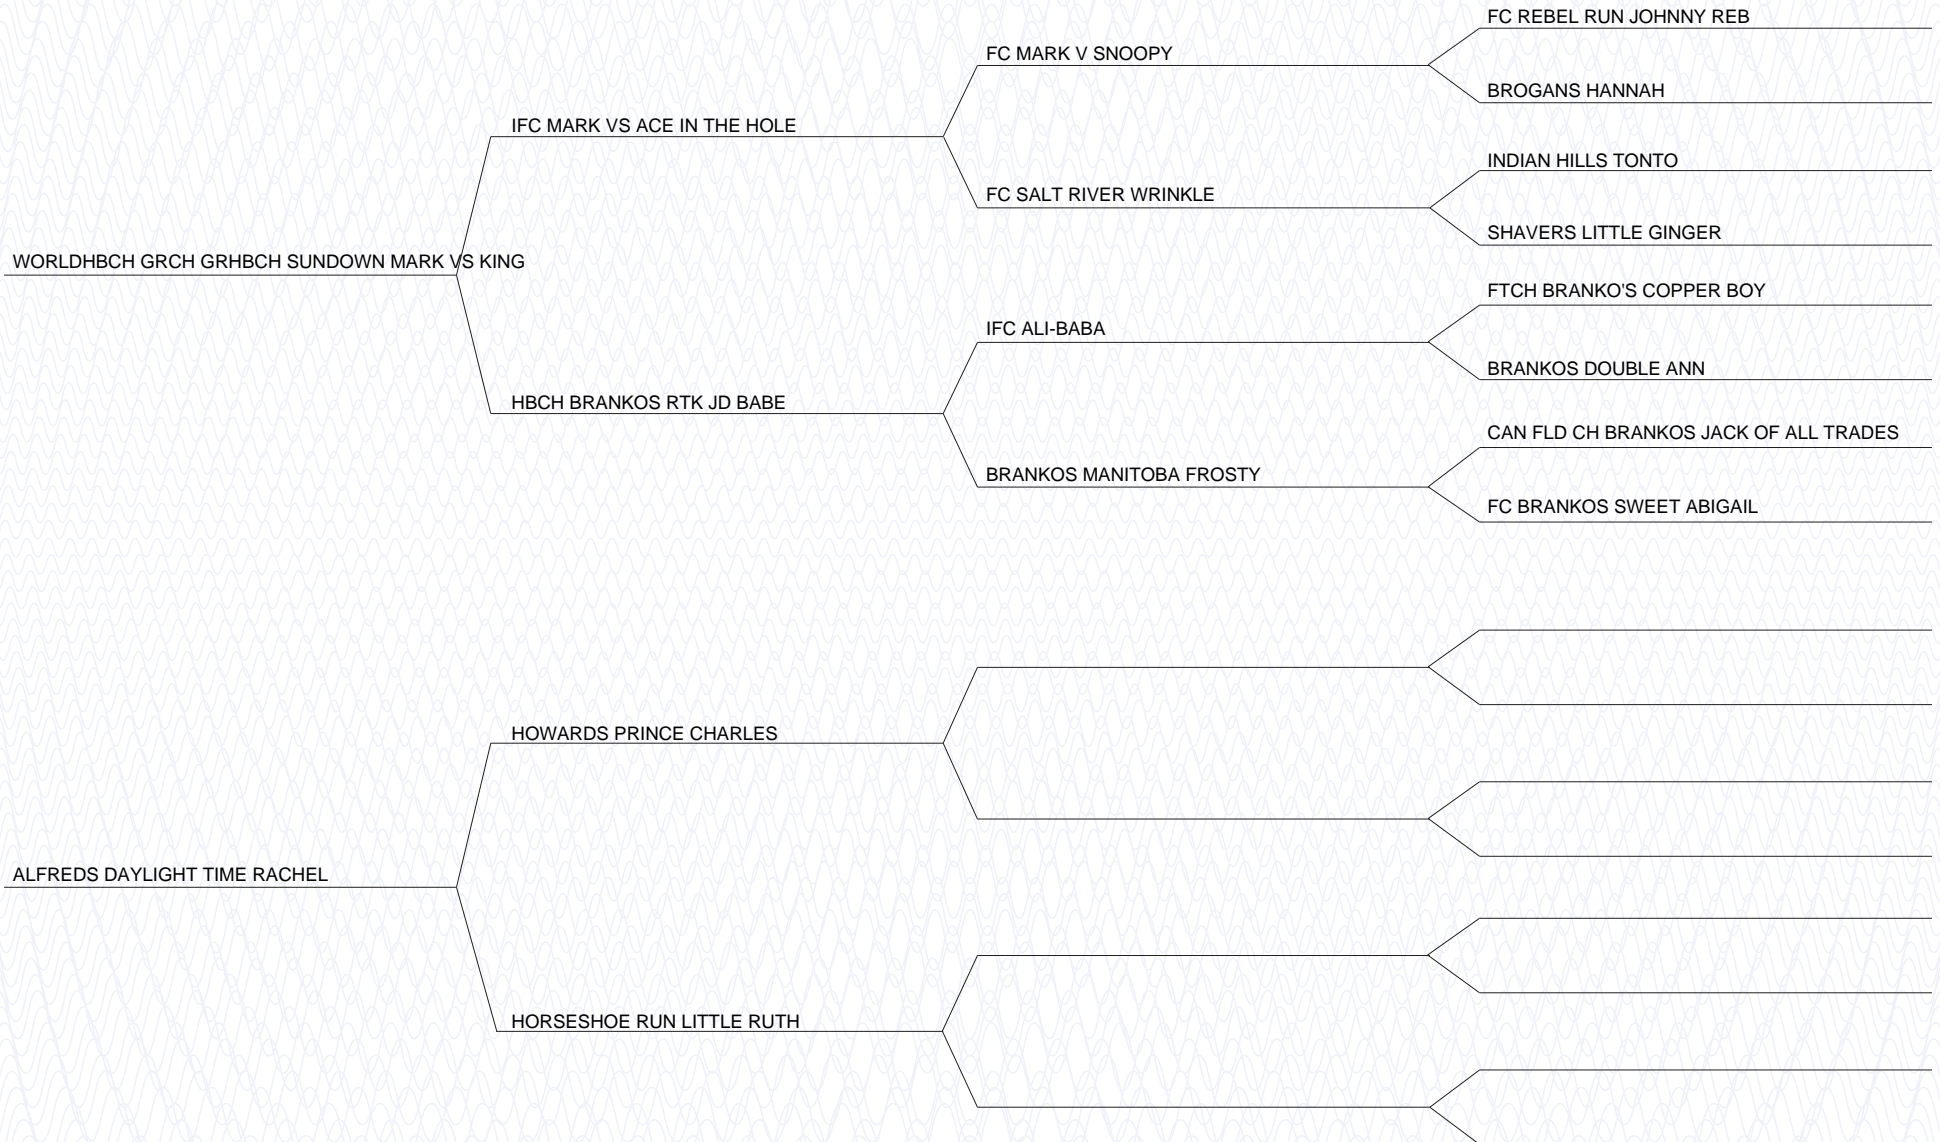 FC REBEL RUN JOHNNY REB
FC MARK V SNOOPY
BROGANS HANNAH
IFC MARK VS ACE IN THE HOLE
INDIAN HILLS TONTO
FC SALT RIVER WRINKLE
SHAVERS LITTLE GINGER
WORLDHBCH GRCH GRHBCH SUNDOWN MARK VS KING
FTCH BRANKO'S COPPER BOY
IFC ALI-BABA
BRANKOS DOUBLE ANN
HBCH BRANKOS RTK JD BABE
CAN FLD CH BRANKOS JACK OF ALL TRADES
BRANKOS MANITOBA FROSTY
FC BRANKOS SWEET ABIGAIL
HOWARDS PRINCE CHARLES
ALFREDS DAYLIGHT TIME RACHEL
HORSESHOE RUN LITTLE RUTH